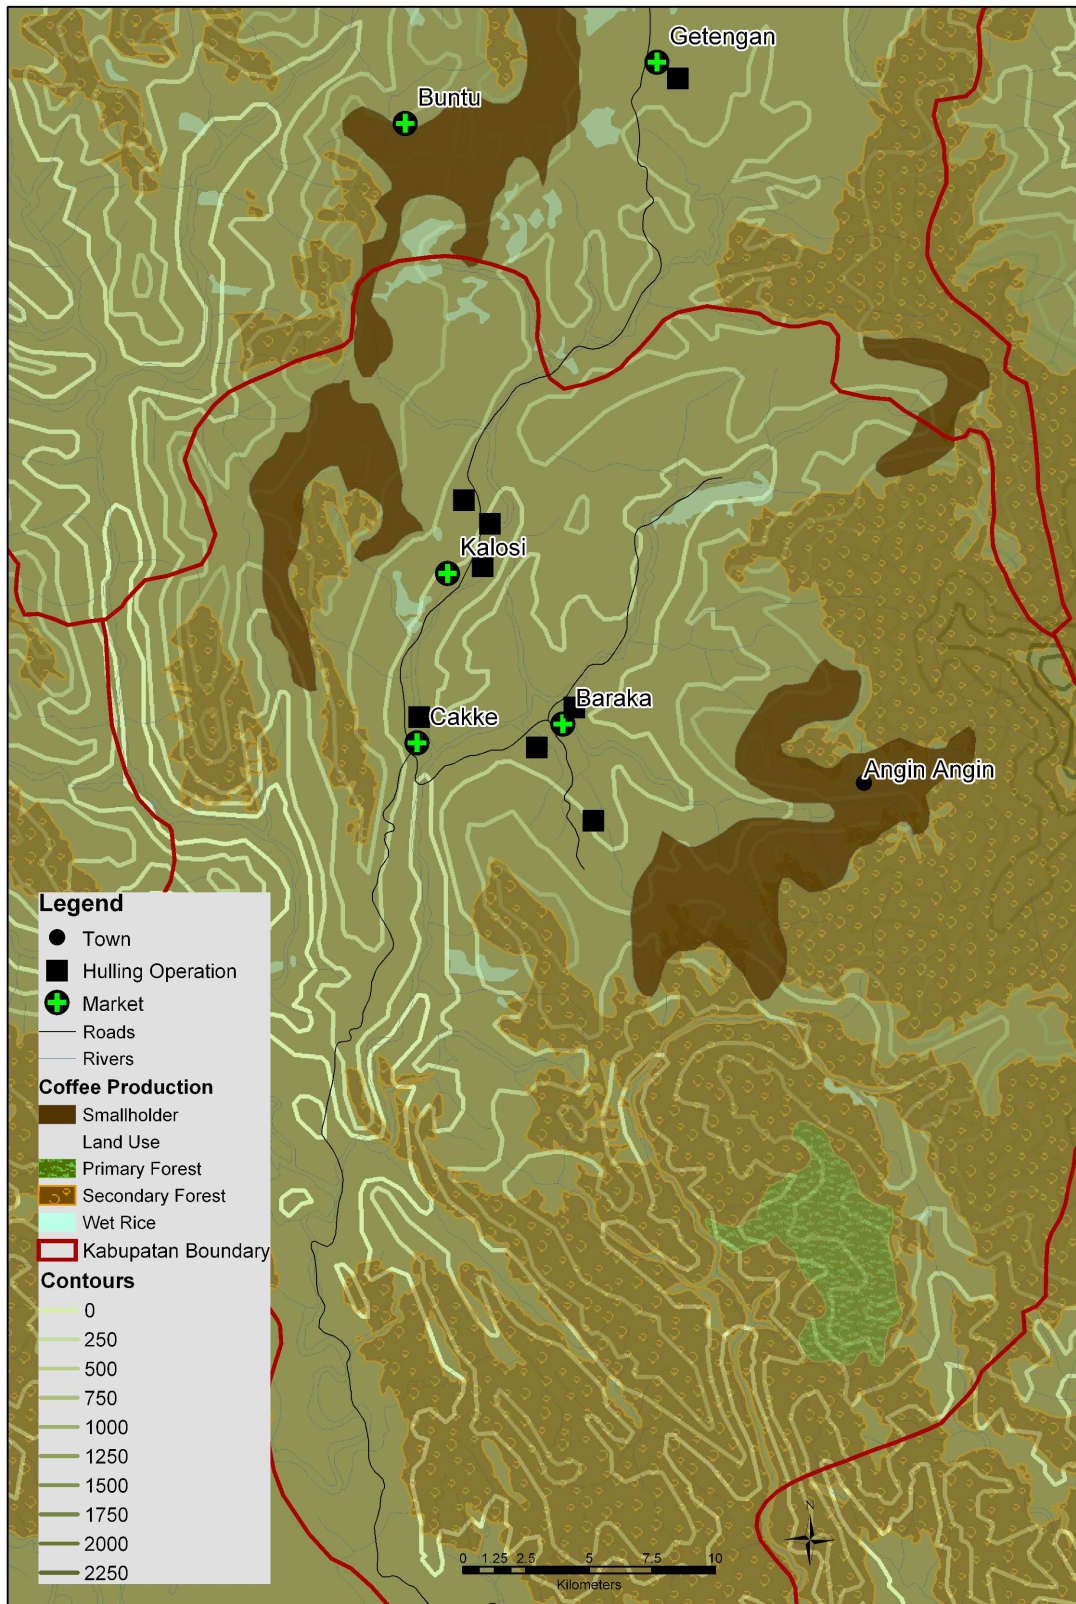 Getengan
Buntu
Kalosi
Cakke
Baraka
Angin Angin
Legend
Town
Hulling Operation
Market
Roads
Rivers
Coffee Production
Smallholder
Land Use
Primary Forest
Secondary Forest
Wet Rice
Kabupatan Boundary
Contours
0
250
500
750
1000
1250
1500
1750
2000
2250
N
0 1.25 2.5 5 7.5 10
Kilometers